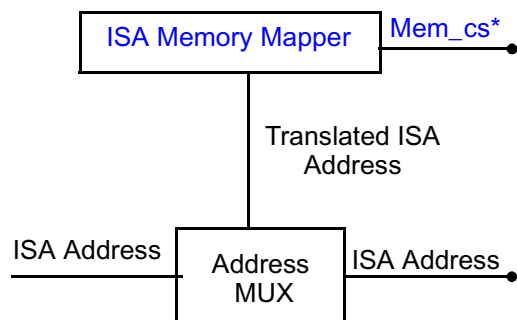 ISA Memory Mapper
Mem_cs*
Translated ISA
Address
ISA Address
Address
MUX
ISA Address